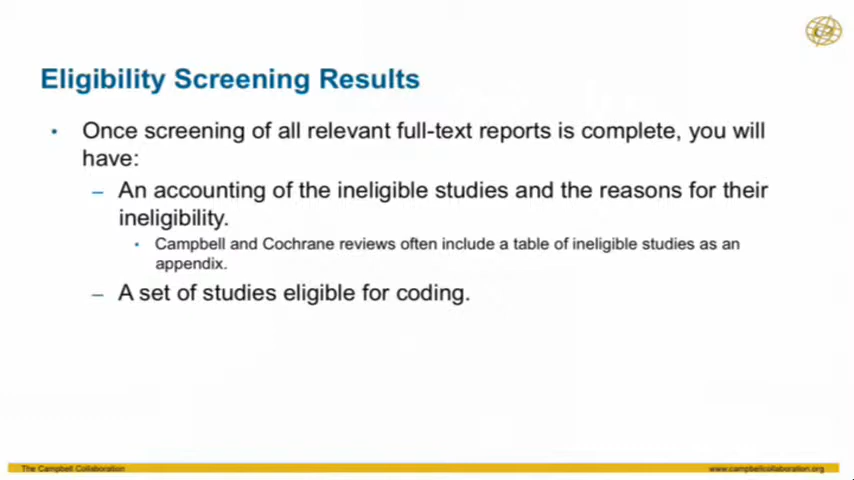 Eligibility Screening Results
• Once screening of all relevant full-text reports is complete, you will
have:
– An accounting of the ineligible studies and the reasons for their
ineligibility.
• Campbell and Cochrane reviews often include a table of ineligible studies as an
appendix.
– A set of studies eligible for coding.
The Campbell Collaboration
www.campbellcollaboration.org